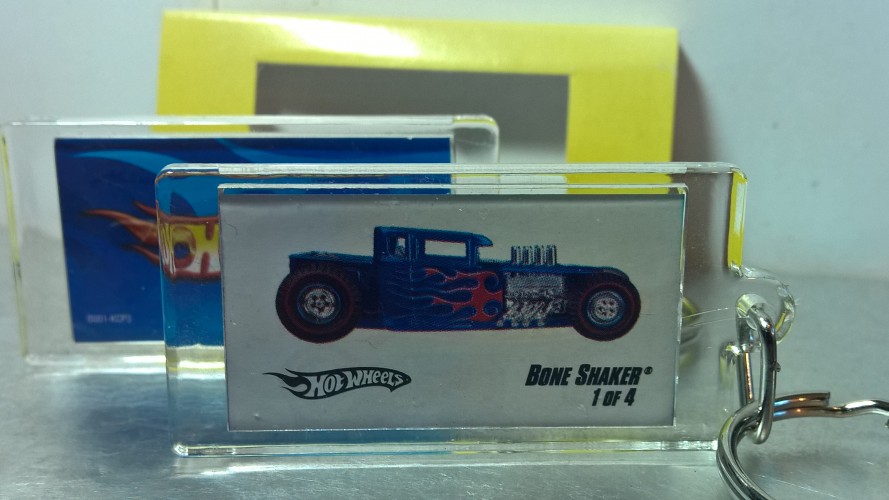 HOT WHEELS
BONE SHAKER®
1 OF 4